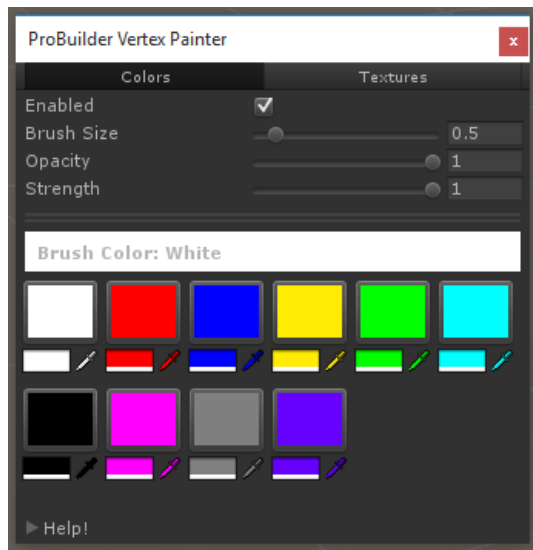 ProBuilder Vertex Painter
x
Colors Textures
Enabled
Brush Size 0.5
Opacity 1
Strength 1
Brush Color: White
Help!